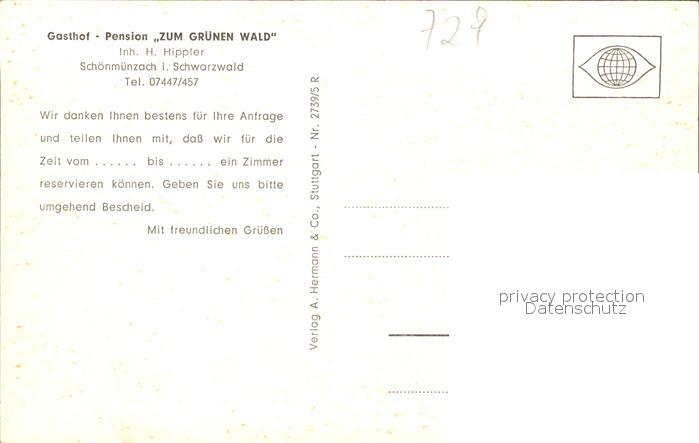 Gasthof - Pension „ZUM GRÜNEN WALD"
Inh. H. Hippler
Schönmünzach i. Schwarzwald
Tel. 07447/457
Wir danken Ihnen bestens für Ihre Anfrage
und teilen Ihnen mit, daß wir für die
Zeit vom ...... bis ...... ein Zimmer
reservieren können. Geben Sie uns bitte
umgehend Bescheid.
Mit freundlichen Grüßen
Verlag A. Hermann & Co., Stuttgart - Nr. 2739/5 R
729
privacy protection
Datenschutz